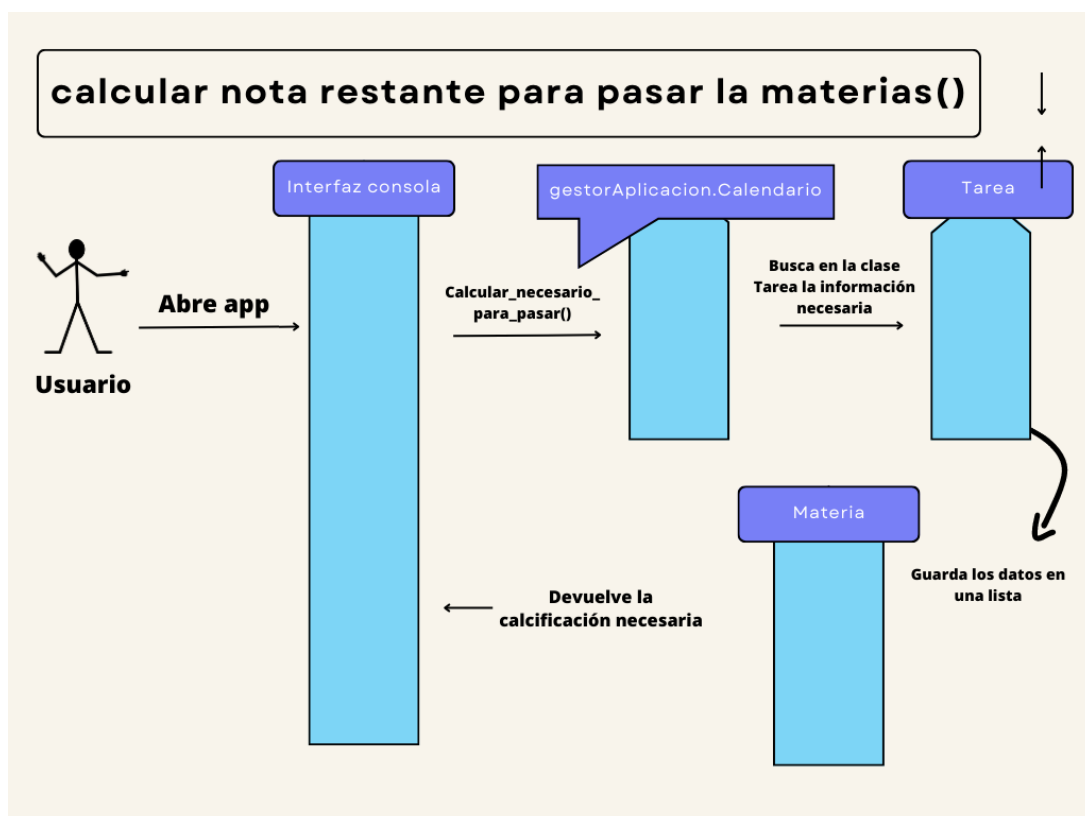 calcular nota restante para pasar la materias()
Interfaz consola
gestorAplicacion.Calendario
Tarea
Abre app
Usuario
Calcular_necesario_
para_pasar()
Busca en la clase
Tarea la información
necesaria
Materia
Guarda los datos en
una lista
Devuelve la
calcificación necesaria